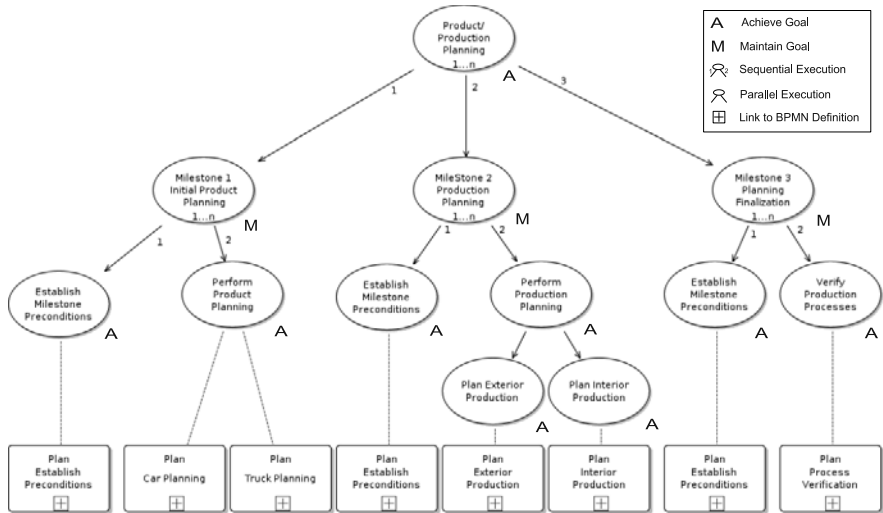 Product/
Production
Planning
1...n
A
1
2
3
A Achieve Goal
M Maintain Goal
1 2 Sequential Execution
Parallel Execution
Link to BPMN Definition
Milestone 1
Initial Product
Planning
1...n
M
1
2
MileStone 2
Production
Planning
1...n
M
1
2
Milestone 3
Planning
Finalization
1...n
M
1
2
Establish
Milestone
Preconditions
A
Perform
Product
Planning
A
Establish
Milestone
Preconditions
A
Perform
Production
Planning
A
Establish
Milestone
Preconditions
A
Verify
Production
Processes
A
Plan Exterior
Production
A
Plan Interior
Production
A
Plan
Establish
Preconditions
Plan
Car Planning
Plan
Truck Planning
Plan
Establish
Preconditions
Plan
Exterior
Production
Plan
Interior
Production
Plan
Establish
Preconditions
Plan
Process
Verification